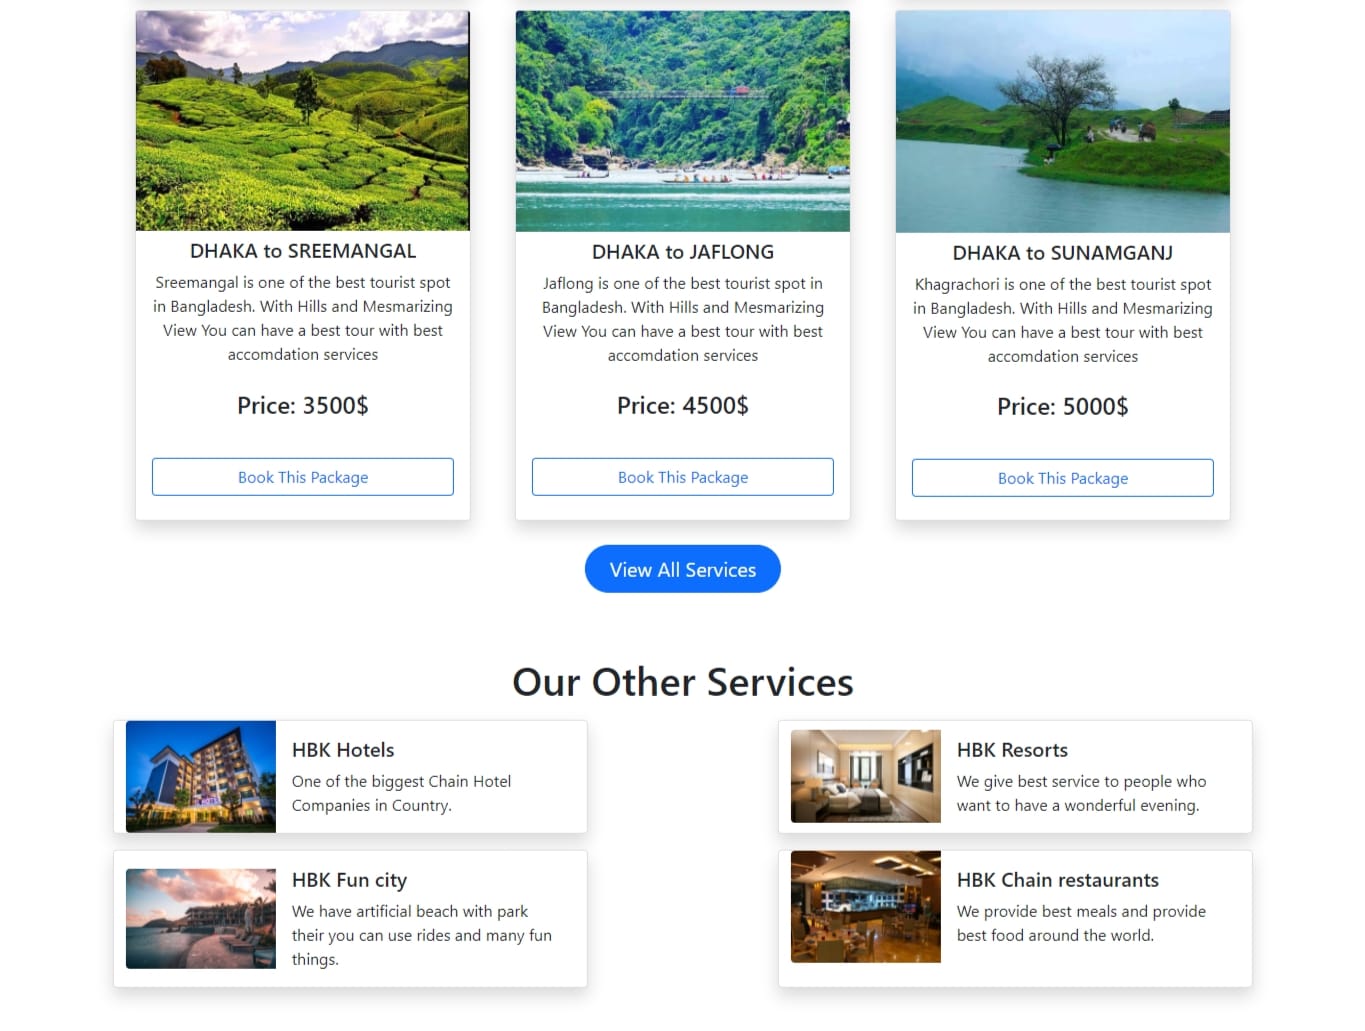 DHAKA to SREEMANGAL
Sreemangal is one of the best tourist spot
in Bangladesh. With Hills and Mesmarizing
View You can have a best tour with best
accomdation services
Price: 3500$
Book This Package
DHAKA to JAFLONG
Jaflong is one of the best tourist spot in
Bangladesh. With Hills and Mesmarizing
View You can have a best tour with best
accomdation services
Price: 4500$
Book This Package
DHAKA to SUNAMGANJ
Khagrachori is one of the best tourist spot
in Bangladesh. With Hills and Mesmarizing
View You can have a best tour with best
accomdation services
Price: 5000$
Book This Package
View All Services
Our Other Services
HBK Hotels
One of the biggest Chain Hotel
Companies in Country.
HBK Resorts
We give best service to people who
want to have a wonderful evening.
HBK Fun city
We have artificial beach with park
their you can use rides and many fun
things.
HBK Chain restaurants
We provide best meals and provide
best food around the world.